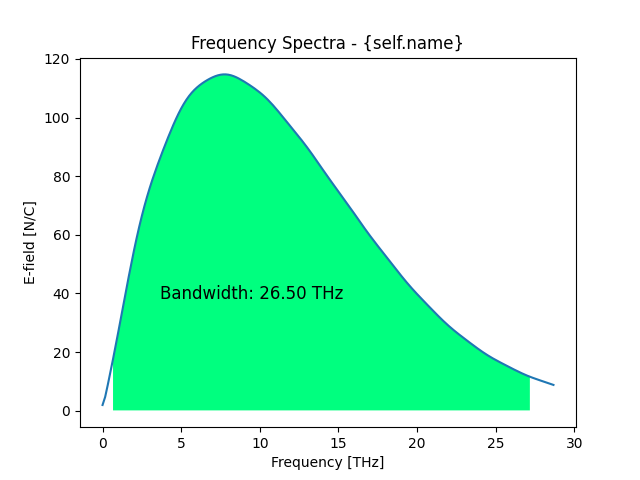 Frequency Spectra - {self.name}
120
100
80
60
40
20
0
E-field [N/C]
Bandwidth: 26.50 THz
0 5 10 15 20 25 30
Frequency [THz]